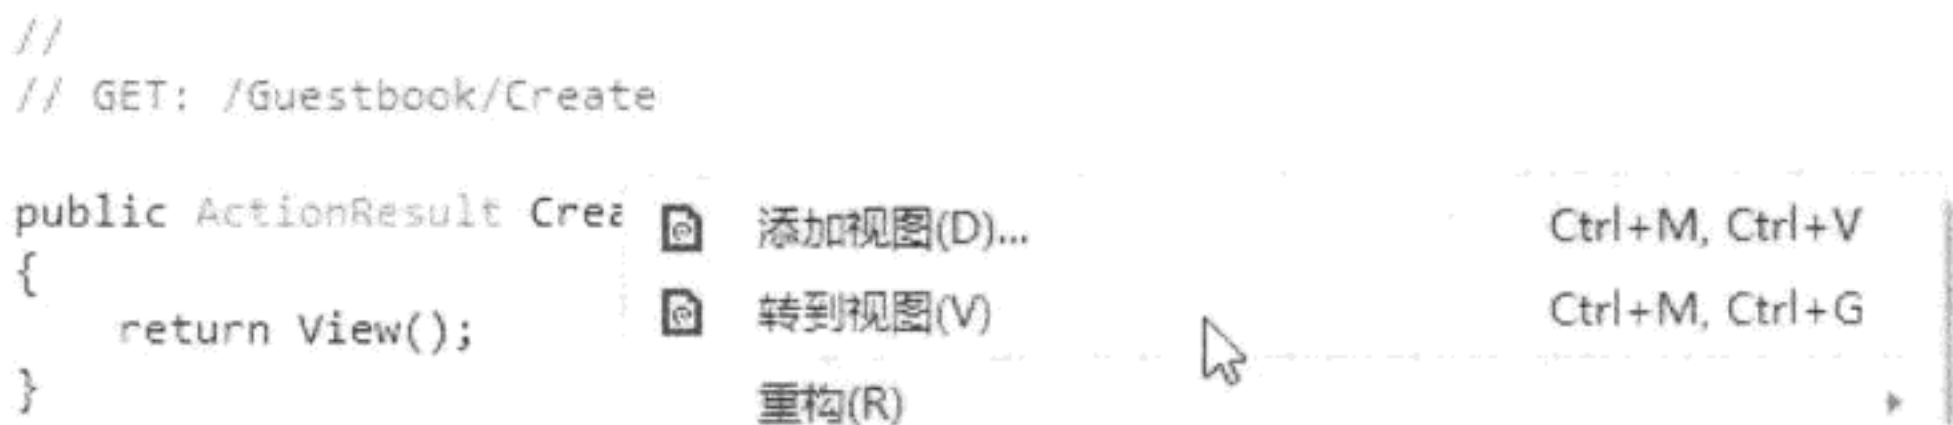 //
// GET: /Guestbook/Create
public ActionResult Crea
{
return View();
}
添加视图(D)... Ctrl+M, Ctrl+V
转到视图(V) Ctrl+M, Ctrl+G
重构(R)